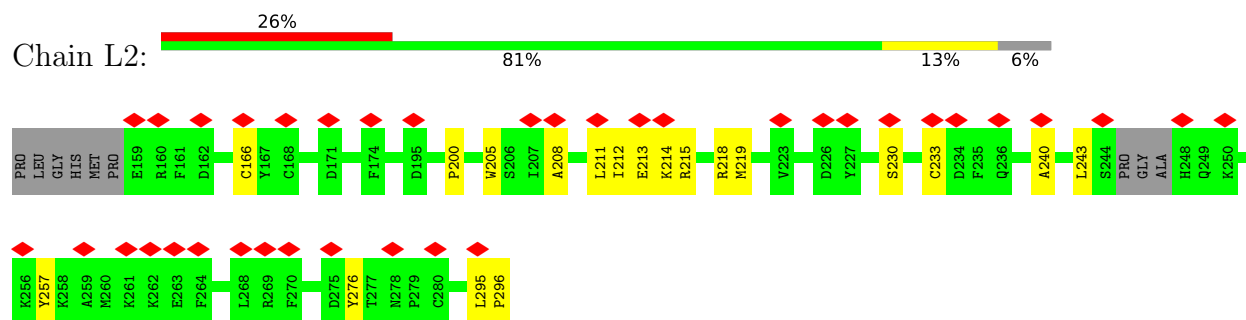 26%
Chain L2:
81% 13% 6%
PRO LEU GLY HIS MET PRO E159 R160 F161 D162 C166 Y167 C168 D171 F174 D195 P200 W205 S206 I207 A208 L211 I212 E213 K214 R215 R218 M219 V223 D226 Y227 S230 C233 D234 F235 Q236 A240 L243 S244 PRO GLY ALA H248 Q249 K250
K256 Y257 K258 A259 M260 K261 K262 E263 F264 L268 R269 F270 D275 Y276 T277 N278 P279 C280 L295 P296